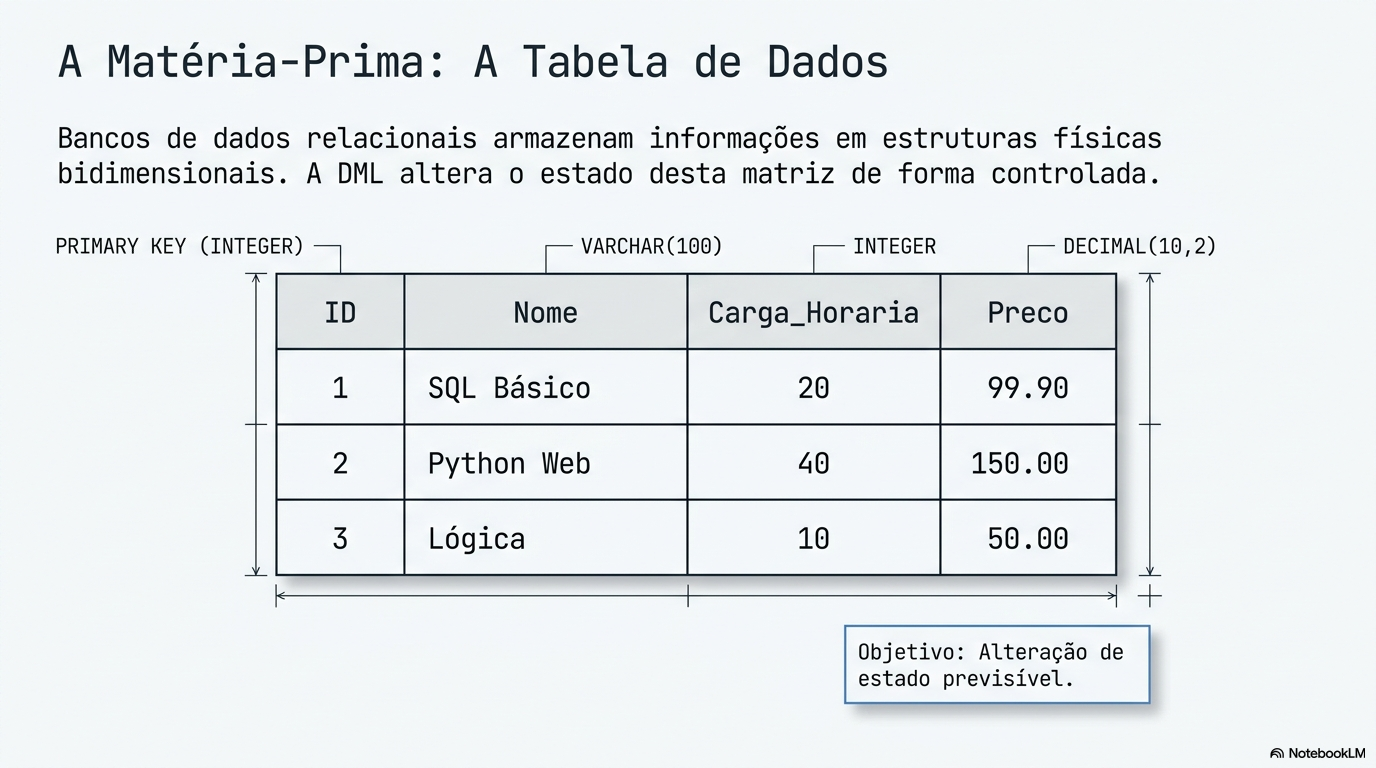 A Matéria-Prima: A Tabela de Dados
Bancos de dados relacionais armazenam informações em estruturas físicas
bidimensionais. A DML altera o estado desta matriz de forma controlada.
PRIMARY KEY (INTEGER) VARCHAR(100) INTEGER DECIMAL(10,2)
ID Nome Carga_Horaria Preco
1 SQL Básico 20 99.90
2 Python Web 40 150.00
3 Lógica 10 50.00
Objetivo: Alteração de
estado previsível.
NotebookLM